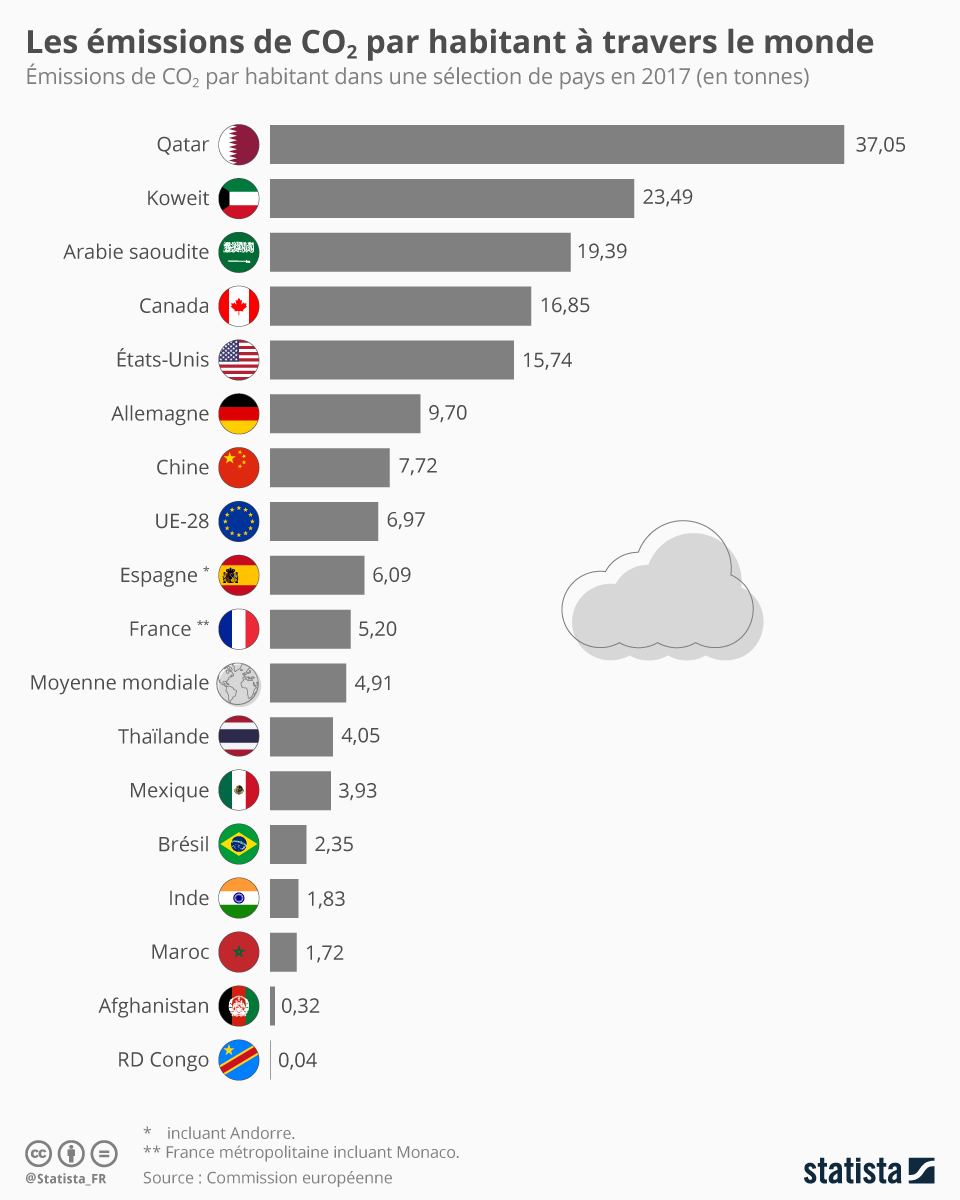 Les émissions de CO₂ par habitant à travers le monde
Émissions de CO₂ par habitant dans une sélection de pays en 2017 (en tonnes)
Qatar 37,05
Koweit 23,49
Arabie saoudite 19,39
Canada 16,85
États-Unis 15,74
Allemagne 9,70
Chine 7,72
UE-28 6,97
Espagne * 6,09
France ** 5,20
Moyenne mondiale 4,91
Thaïlande 4,05
Mexique 3,93
Brésil 2,35
Inde 1,83
Maroc 1,72
Afghanistan 0,32
RD Congo 0,04
* incluant Andorre.
** France métropolitaine incluant Monaco.
Source : Commission européenne
cc
@Statista_FR
statista